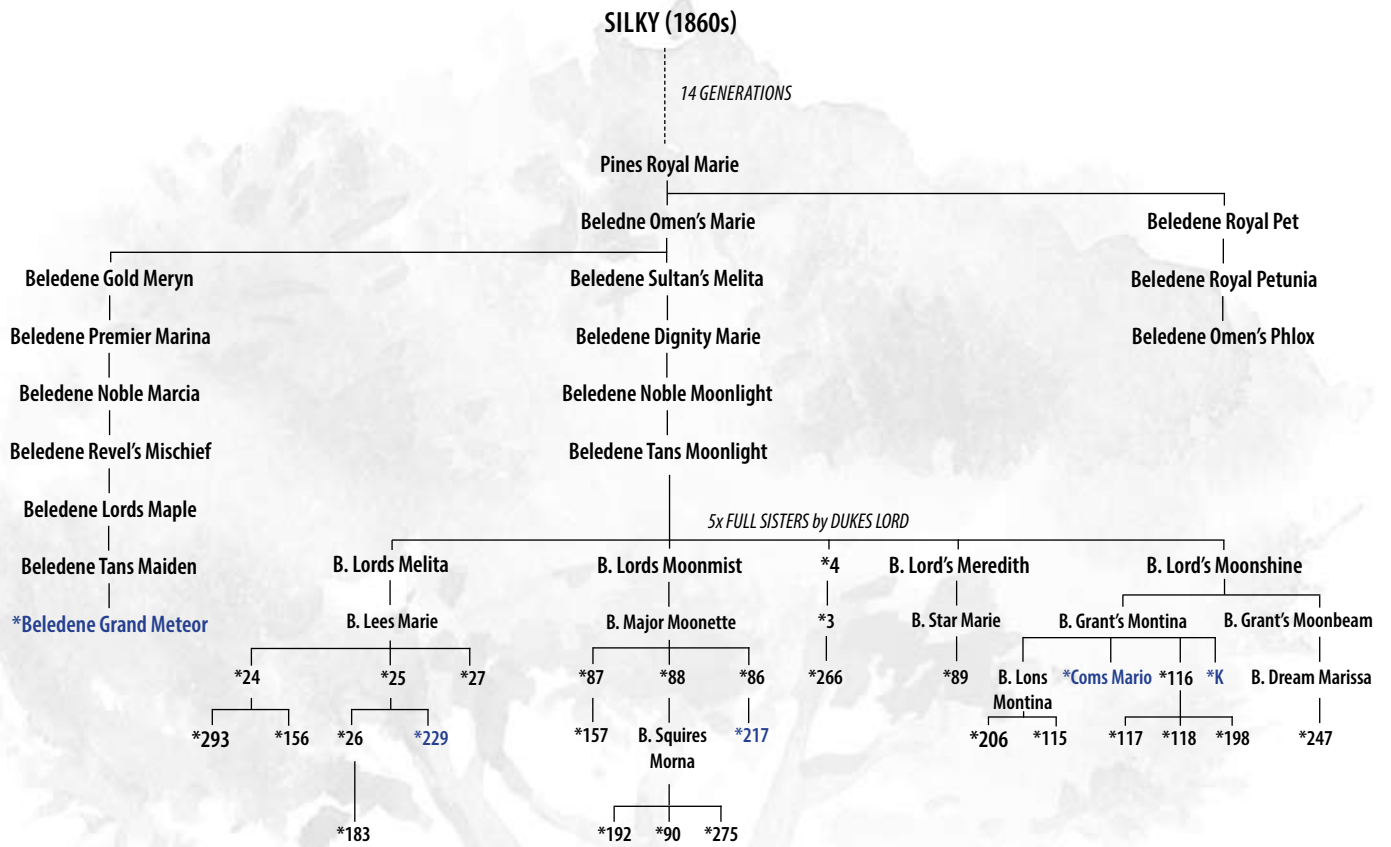 SILKY (1860s)
14 GENERATIONS
Pines Royal Marie
Beledne Omen's Marie
Beledene Royal Pet
Beledene Gold Meryn
Beledene Sultan's Melita
Beledene Royal Petunia
Beledene Premier Marina
Beledene Dignity Marie
Beledene Omen's Phlox
Beledene Noble Marcia
Beledene Noble Moonlight
Beledene Revel's Mischief
Beledene Tans Moonlight
Beledene Lords Maple
5x FULL SISTERS by DUKES LORD
Beledene Tans Maiden
B. Lords Melita
B. Lords Moonmist
*4
B. Lord's Meredith
B. Lord's Moonshine
*Beledene Grand Meteor
B. Lees Marie
B. Major Moonette
*3
B. Star Marie
B. Grant's Montina
B. Grant's Moonbeam
*24
*25
*27
*87
*88
*86
*266
*89
B. Lons
Montina
*Coms Mario
*116
*K
B. Dream Marissa
*293
*156
*26
*229
*157
B. Squires
Morna
*217
*206
*115
*117
*118
*198
*247
*183
*192
*90
*275